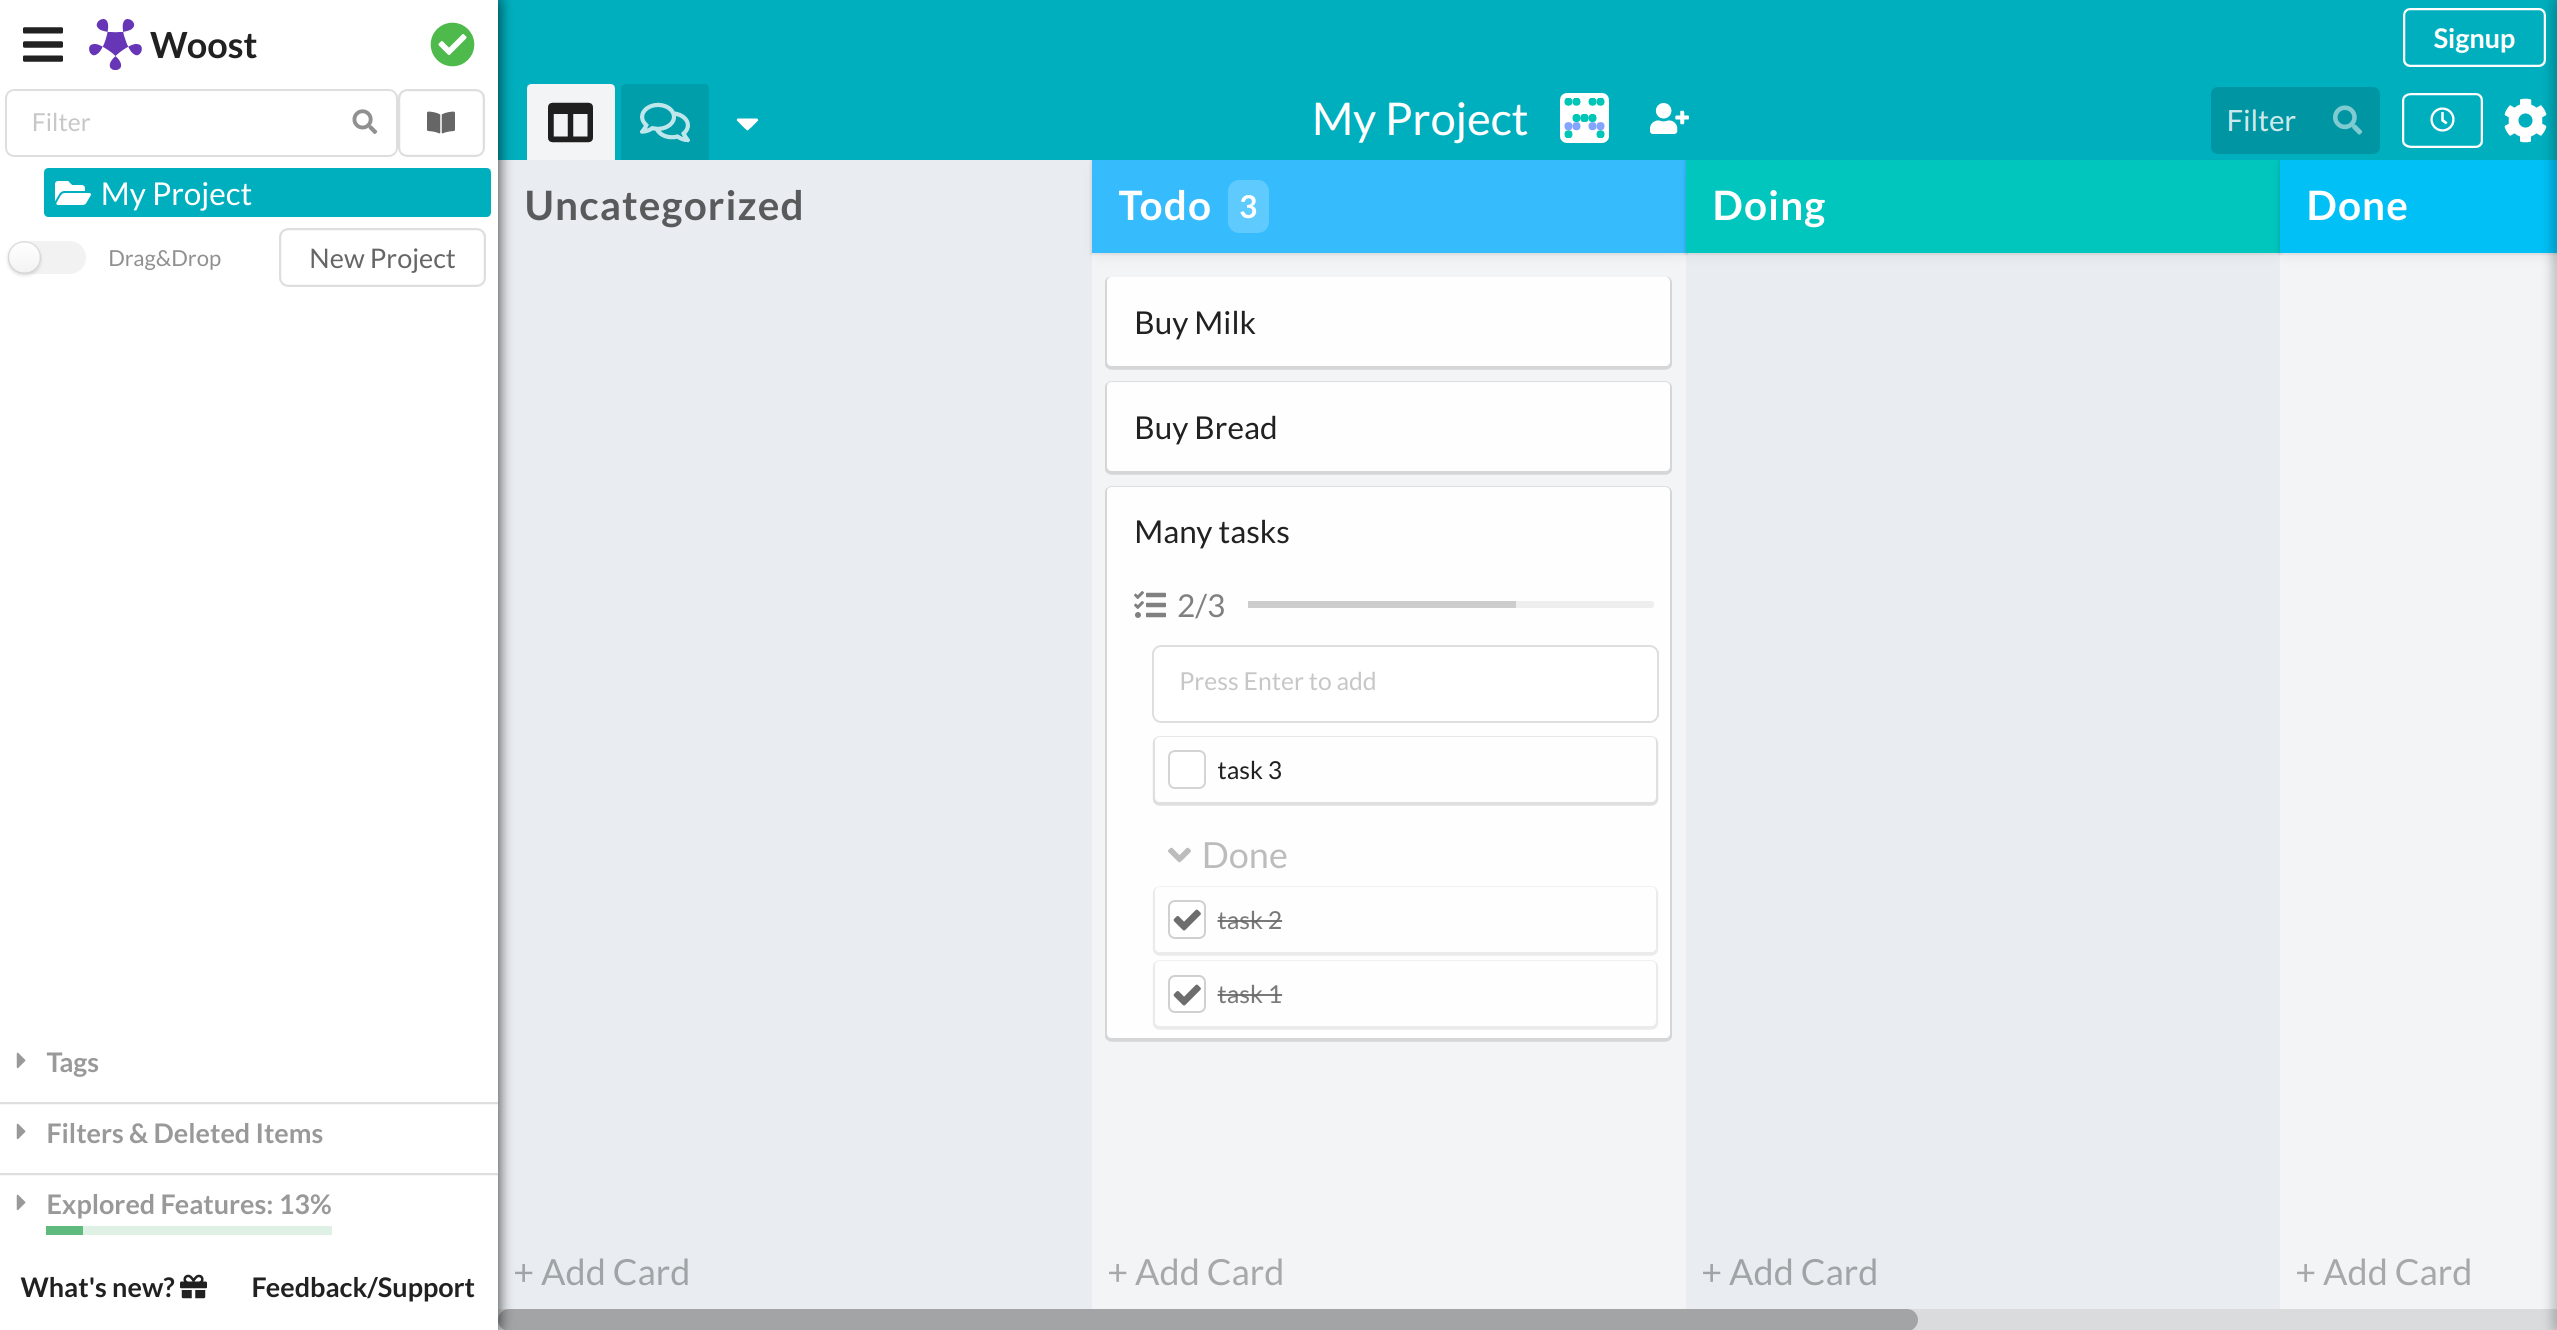 Woost
Signup
Filter
My Project
Filter
My Project
Drag&Drop
New Project
Uncategorized
Todo 3
Doing
Done
Buy Milk
Buy Bread
Many tasks
2/3
Press Enter to add
task 3
Done
task 2
task 1
Tags
Filters & Deleted Items
Explored Features: 13%
What's new?
Feedback/Support
+ Add Card
+ Add Card
+ Add Card
+ Add Card